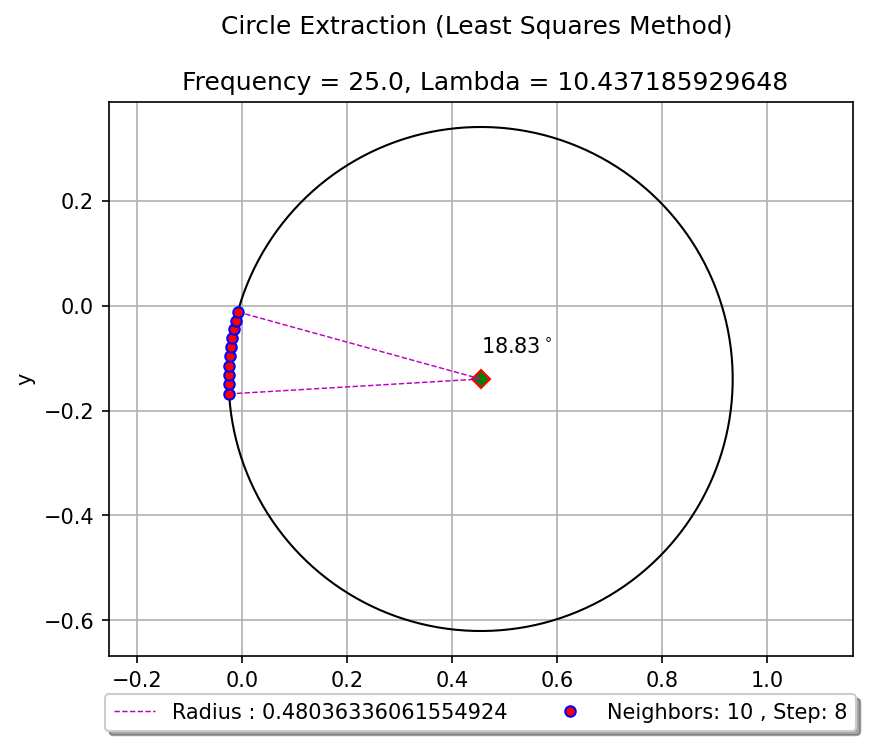 Circle Extraction (Least Squares Method)
Frequency = 25.0, Lambda = 10.437185929648
0.2
0.0
−0.2
−0.4
−0.6
y
18.83°
−0.2 0.0 0.2 0.4 0.6 0.8 1.0
Radius : 0.48036336061554924 Neighbors: 10 , Step: 8